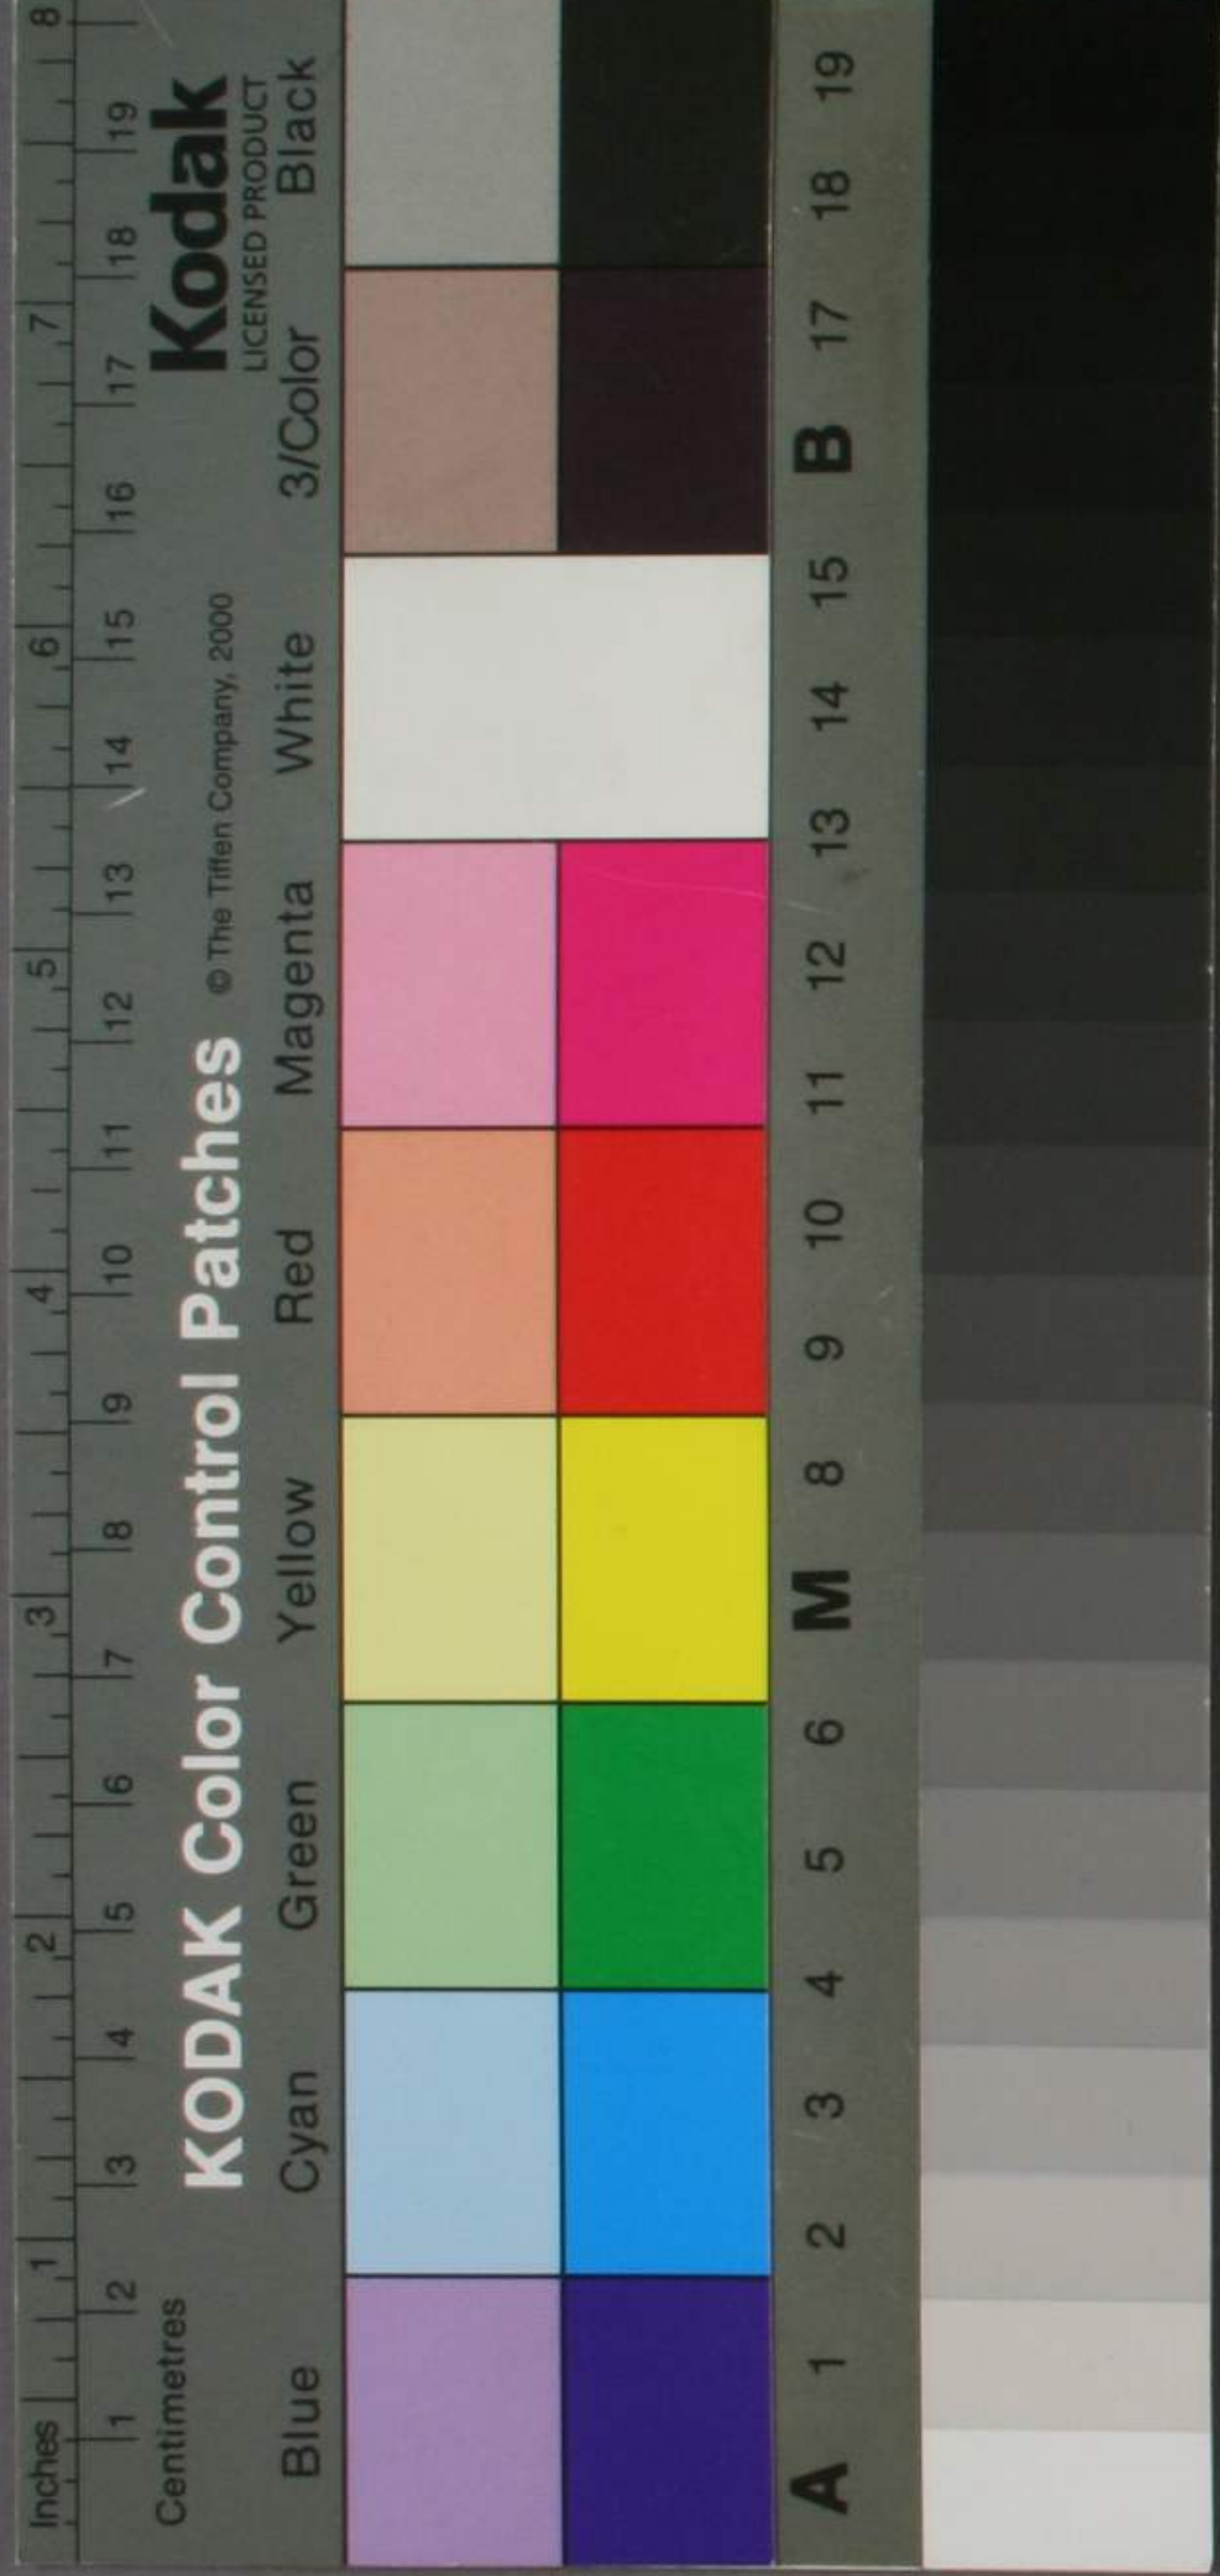 Inches 1 2 3 4 5 6 7 8
Centimetres 1 2 3 4 5 6 7 8 9 10 11 12 13 14 15 16 17 18 19
KODAK Color Control Patches © The Tiffen Company, 2000
Kodak
LICENSED PRODUCT
Blue Cyan Green Yellow Red Magenta White 3/Color Black
A 1 2 3 4 5 6 M 8 9 10 11 12 13 14 15 B 17 18 19